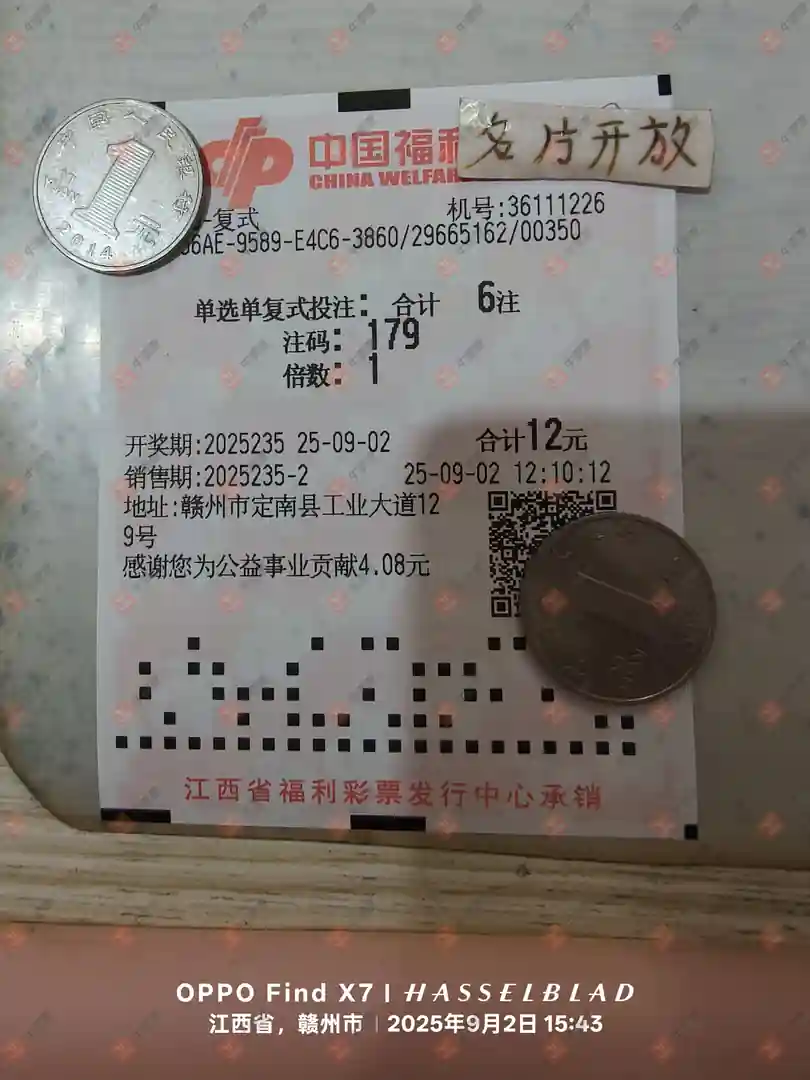 中国福利
CHINA WELFAR
名片开放
-复式
机号:36111226
6AE-9589-E4C6-3860/29665162/00350
单选单复式投注: 合计 6注
注码: 179
倍数: 1
开奖期:2025235 25-09-02 合计12元
销售期:2025235-2 25-09-02 12:10:12
地址:赣州市定南县工业大道12
9号
感谢您为公益事业贡献4.08元
江西省福利彩票发行中心承销
1
元
2014
OPPO Find X7 | HASSELBLAD
江西省，赣州市 | 2025年9月2日 15:43